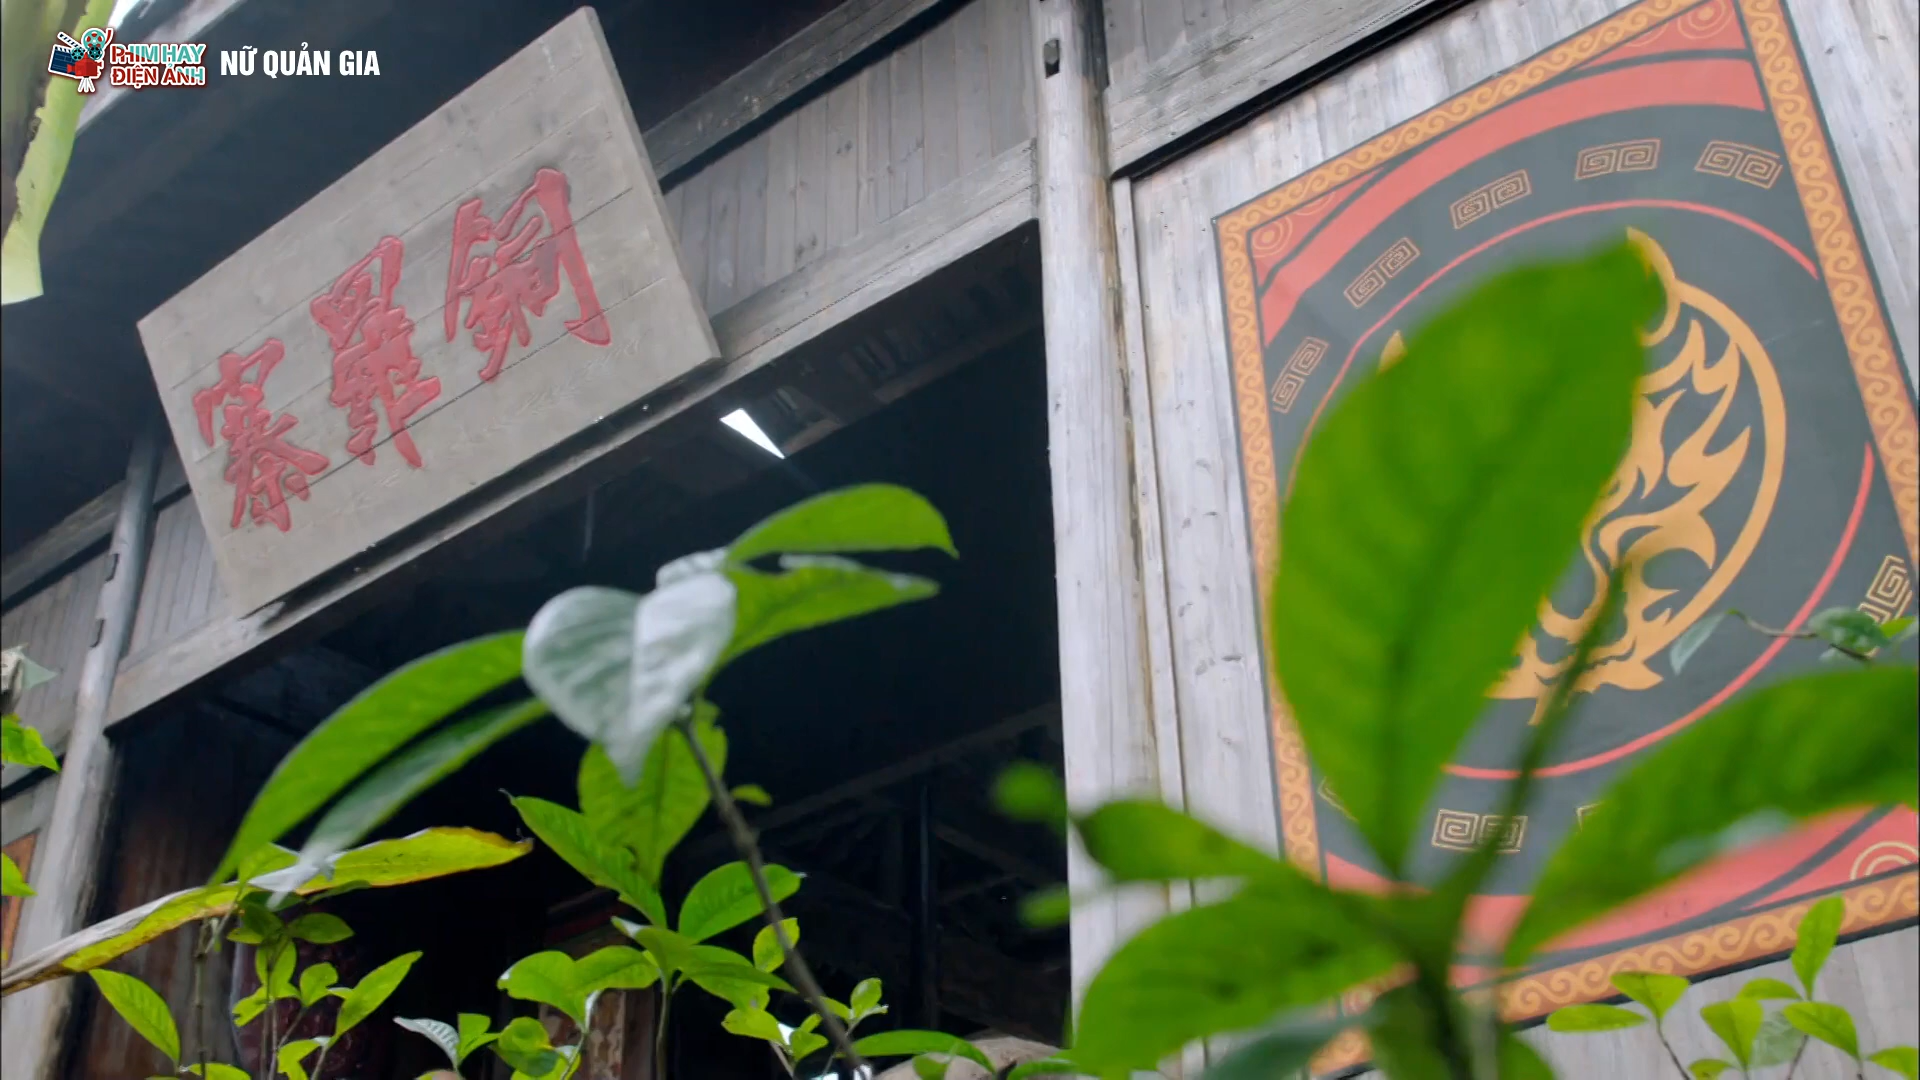 PHIM HAY
ĐIỆN ẢNH
NỮ QUẢN GIA
銅羅寨